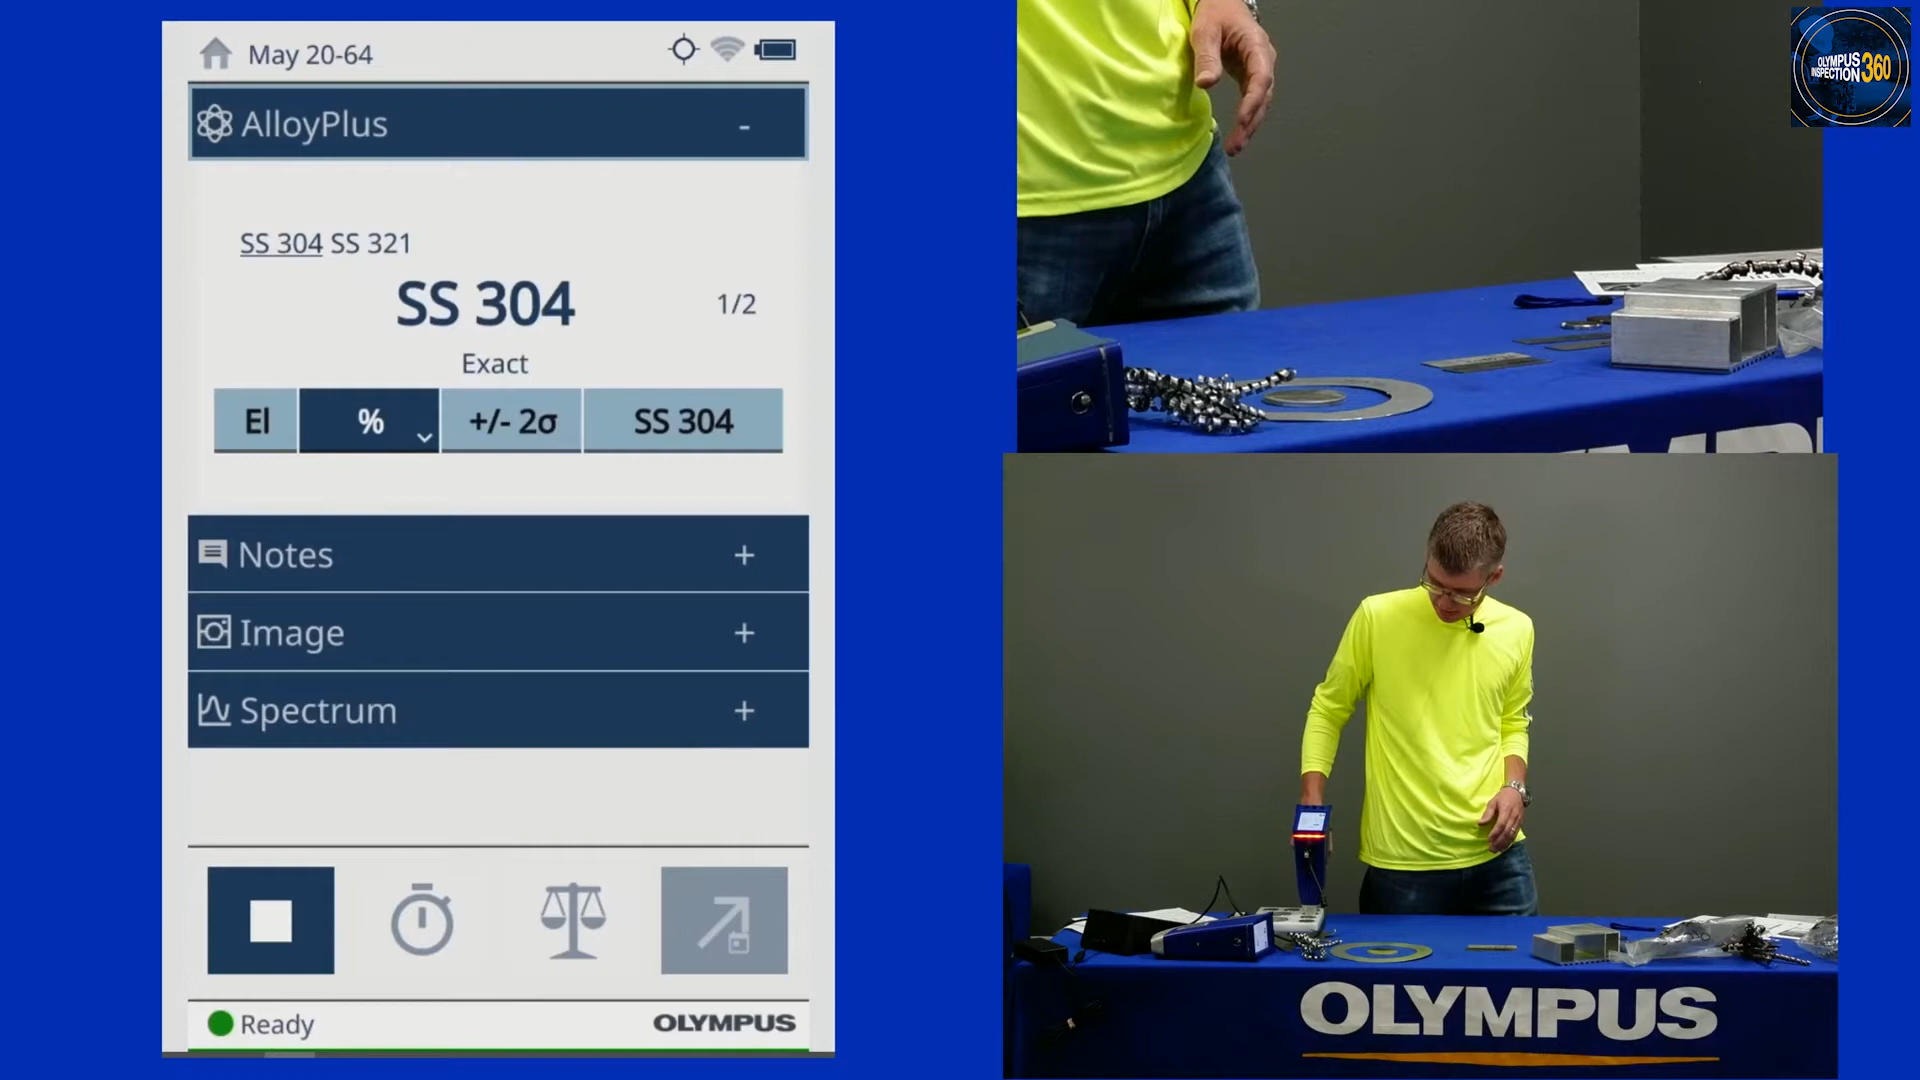 May 20-64
AlloyPlus -
SS 304 SS 321
SS 304 1/2
Exact
El % +/- 2σ SS 304
Notes +
Image +
Spectrum +
Ready OLYMPUS
OLYMPUS
INSPECTION 360
OLYMPUS